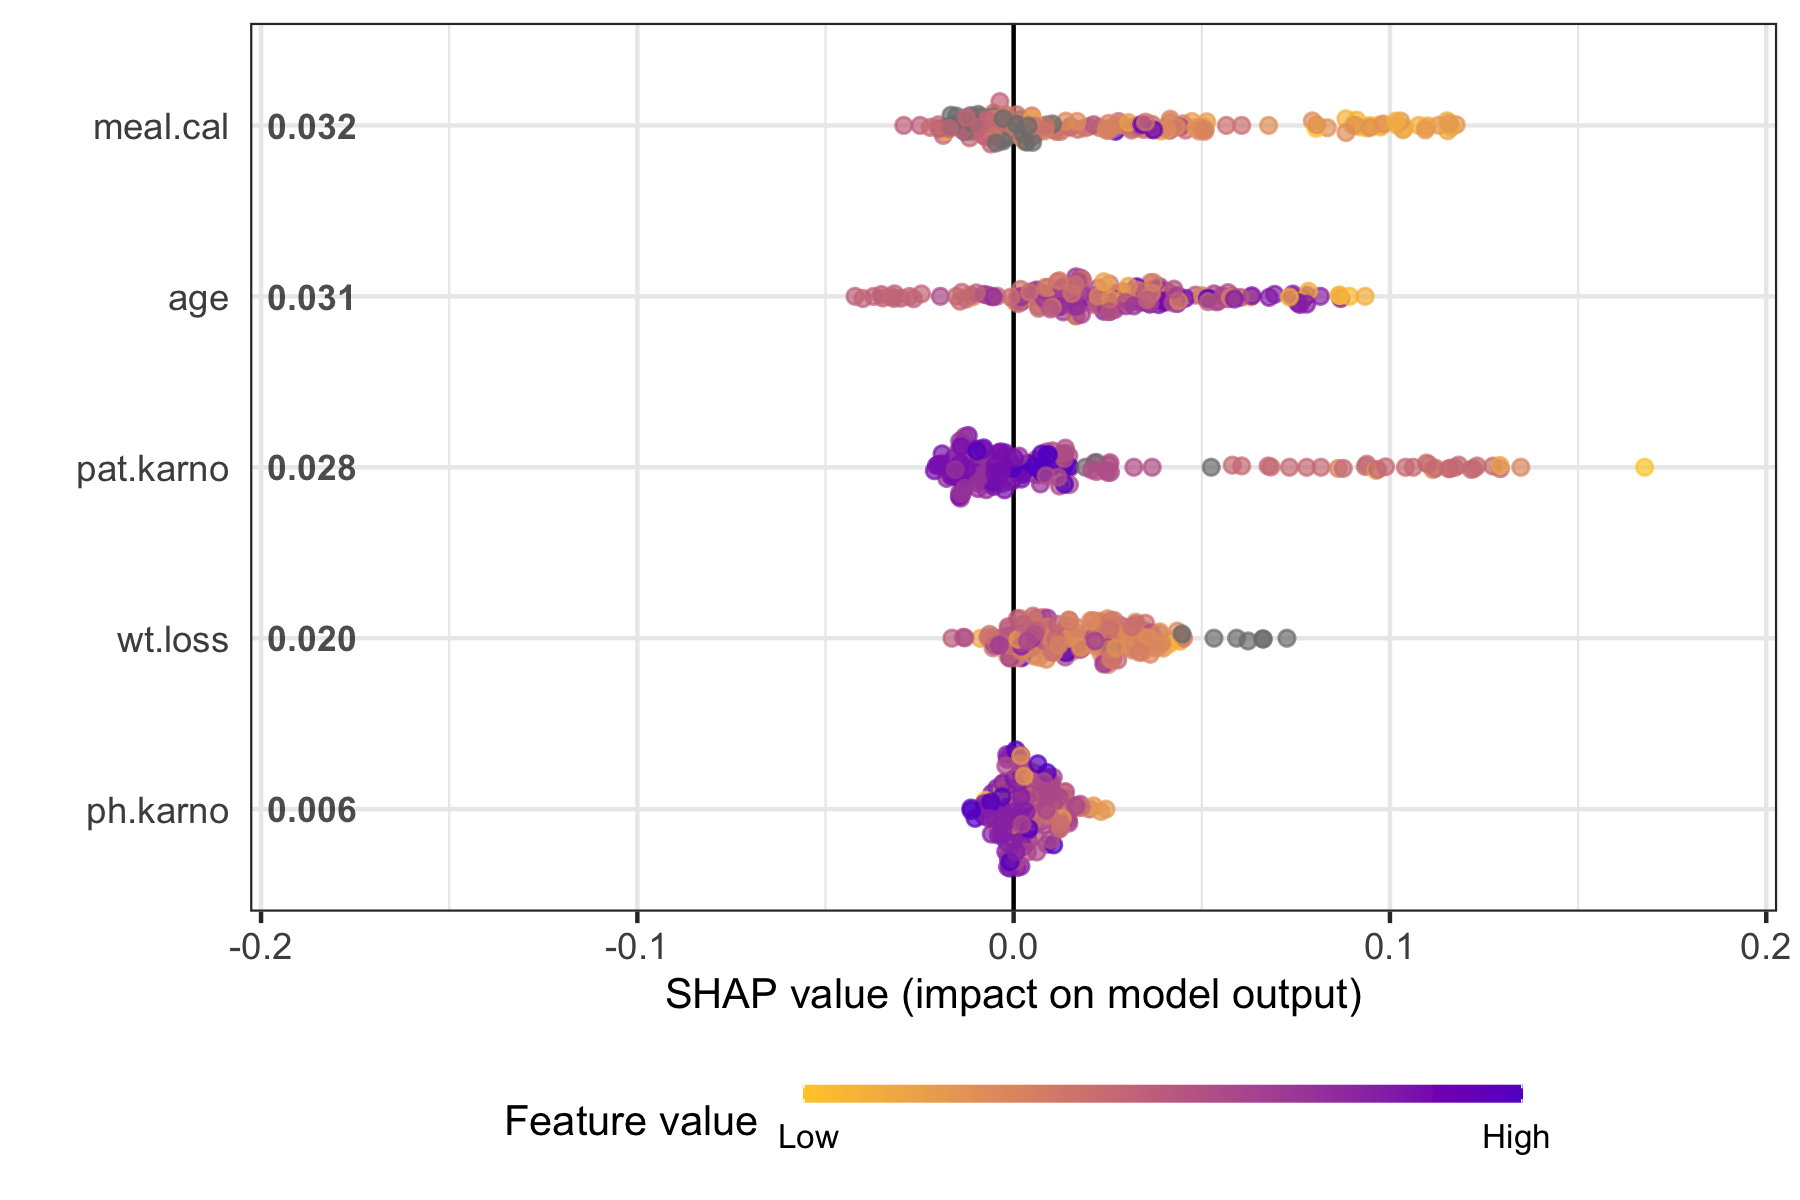 meal.cal 0.032
age 0.031
pat.karno 0.028
wt.loss 0.020
ph.karno 0.006
-0.2 -0.1 0.0 0.1 0.2
SHAP value (impact on model output)
Feature value
Low High